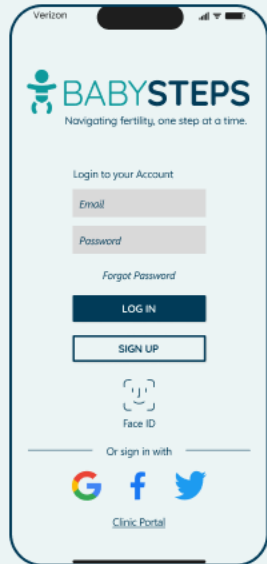 Verizon
BABYSTEPS
Navigating fertility, one step at a time.
Login to your Account
Email
Password
Forgot Password
LOG IN
SIGN UP
Face ID
Or sign in with
Clinic Portal